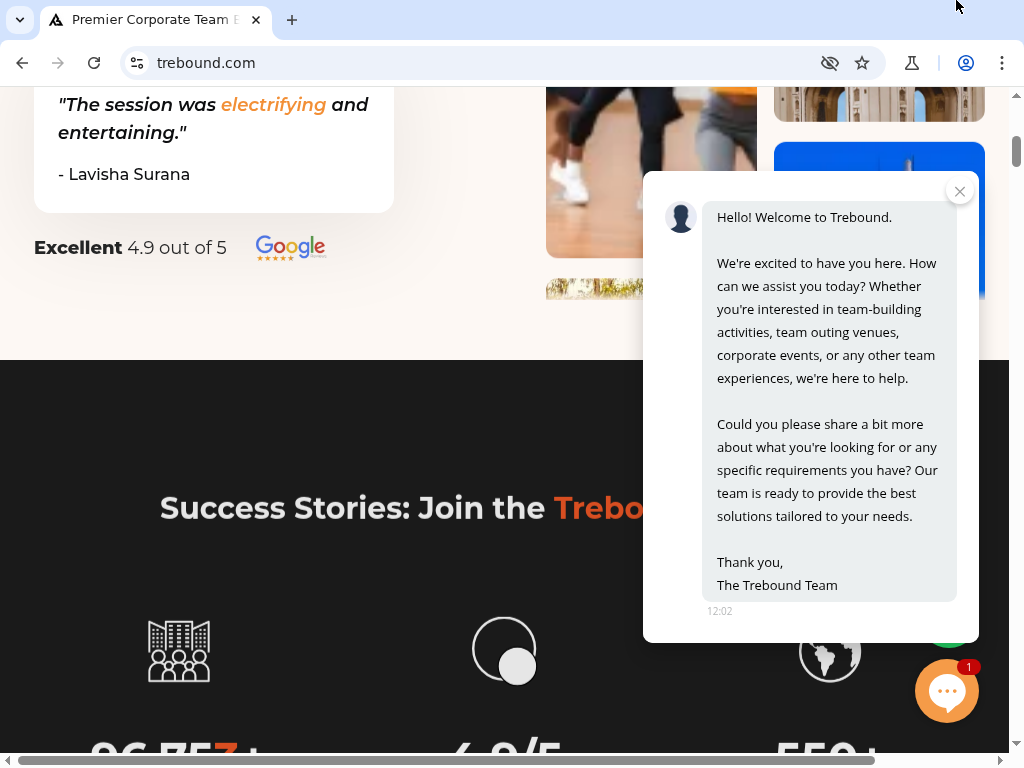 Premier Corporate Team E
trebound.com
"The session was electrifying and
entertaining."
- Lavisha Surana
Excellent 4.9 out of 5
Google
Hello! Welcome to Trebound.
We're excited to have you here. How
can we assist you today? Whether
you're interested in team-building
activities, team outing venues,
corporate events, or any other team
experiences, we're here to help.
Could you please share a bit more
about what you're looking for or any
specific requirements you have? Our
team is ready to provide the best
solutions tailored to your needs.
Thank you,
The Trebound Team
12:02
1
Success Stories: Join the Trebo
4.9/5
550+